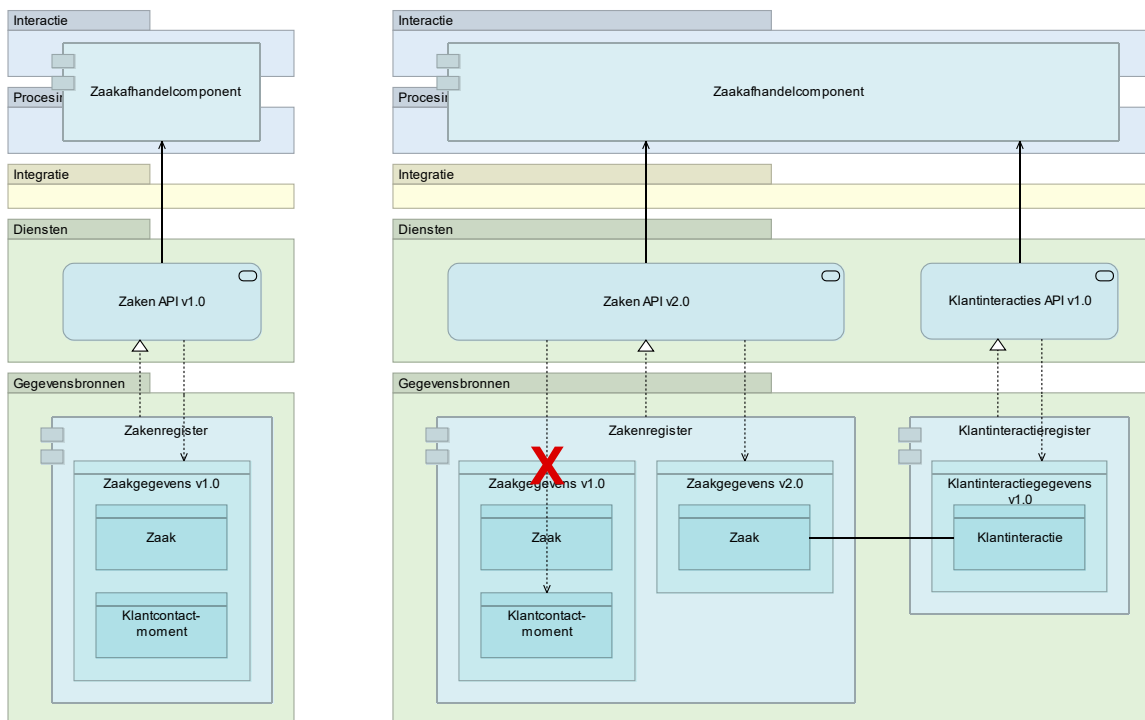 Interactie
Zaakafhandelcomponent
Procesin
Integratie
Diensten
Zaken API v1.0
Gegevensbronnen
Zakenregister
Zaakgegevens v1.0
Zaak
Klantcontact-
moment
Interactie
Zaakafhandelcomponent
Procesin
Integratie
Diensten
Zaken API v2.0
Klantinteracties API v1.0
Gegevensbronnen
Zakenregister
Klantinteractieregister
X
Zaakgegevens v1.0
Zaakgegevens v2.0
Klantinteractiegegevens
v1.0
Zaak
Zaak
Klantinteractie
Klantcontact-
moment